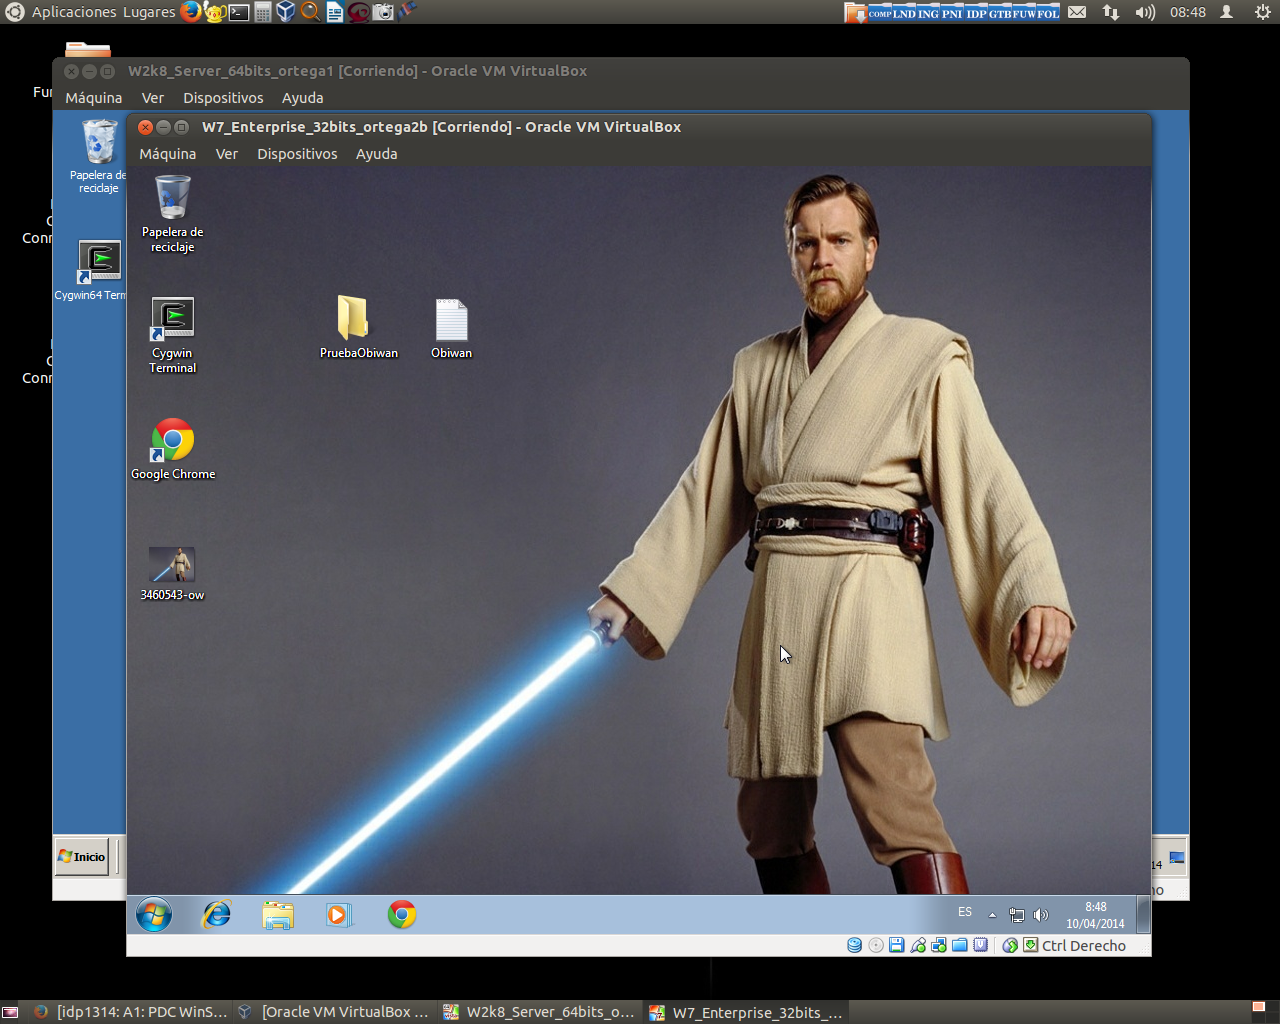 Aplicaciones Lugares
COMP LND ING PNI IDP GTB FUW FOL
08:48
W2k8_Server_64bits_ortega1 [Corriendo] - Oracle VM VirtualBox
Máquina Ver Dispositivos Ayuda
W7_Enterprise_32bits_ortega2b [Corriendo] - Oracle VM VirtualBox
Máquina Ver Dispositivos Ayuda
Papelera de
reciclaje
Cygwin64 Term
Papelera de
reciclaje
Cygwin
Terminal
PruebaObiwan
Obiwan
Google Chrome
3460543-ow
Inicio
14
ES
8:48
10/04/2014
Ctrl Derecho
[idp1314: A1: PDC WinS...
[Oracle VM VirtualBox ...
W2k8_Server_64bits_o...
W7_Enterprise_32bits_...